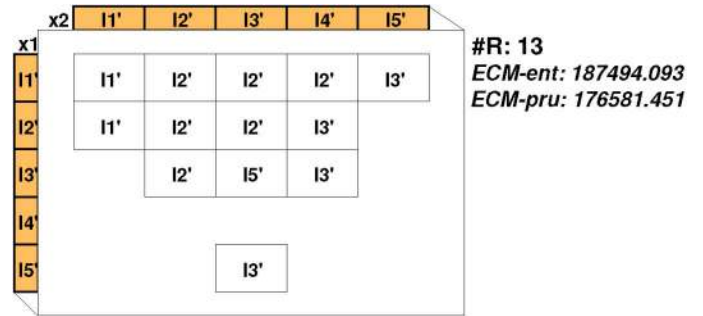 x2 l1' l2' l3' l4' l5'
x1
#R: 13
l1' l1' l2' l2' l2' l3'
ECM-ent: 187494.093
ECM-pru: 176581.451
l2' l1' l2' l2' l3'
l3' l2' l5' l3'
l4'
l5' l3'